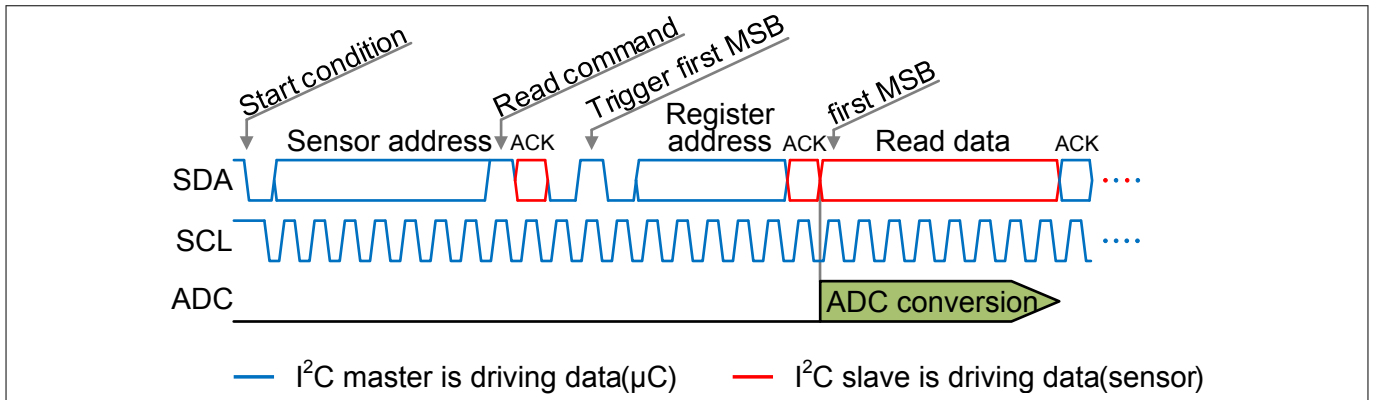 Start condition
Read command
Trigger first MSB
first MSB
Sensor address
ACK
Register
address
ACK
Read data
ACK
SDA
SCL
ADC
ADC conversion
I²C master is driving data(µC)
I²C slave is driving data(sensor)